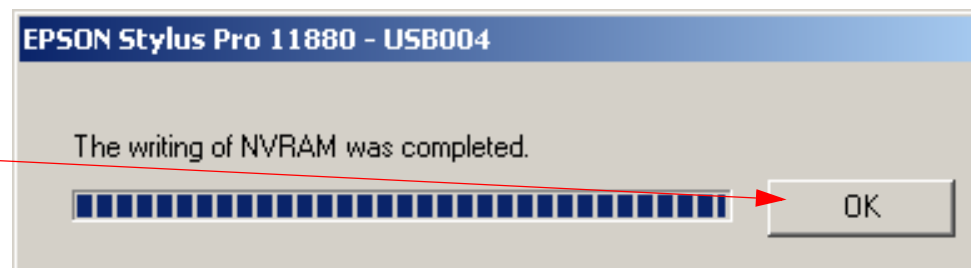 EPSON Stylus Pro 11880 - USB004
The writing of NVRAM was completed.
OK